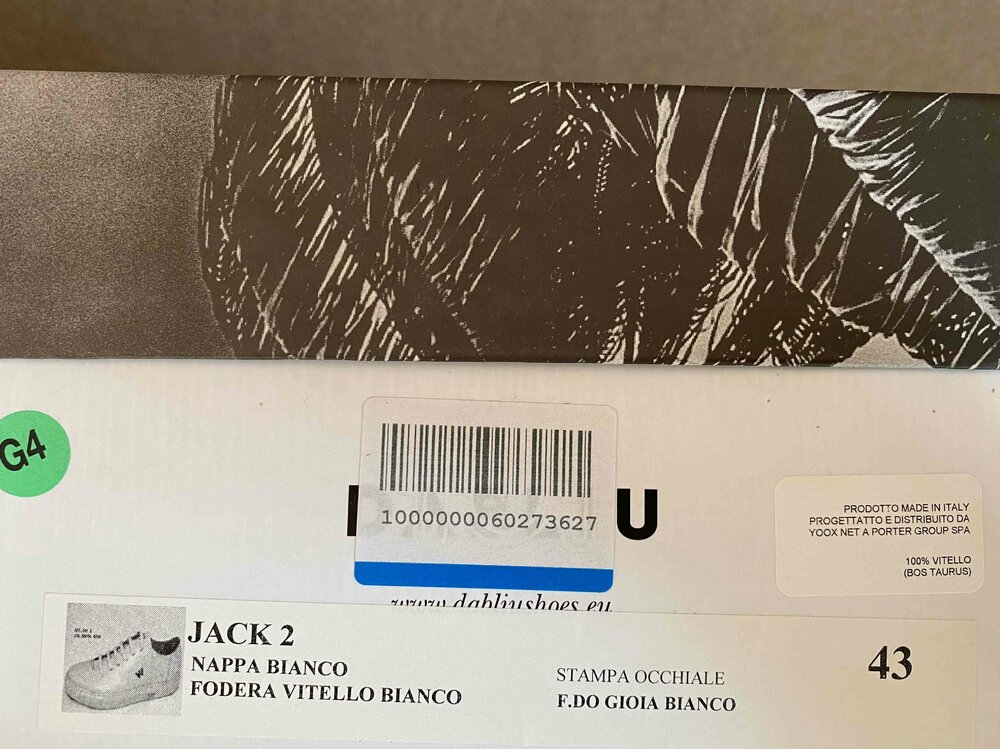 G4
U
1000000060273627
PRODOTTO MADE IN ITALY
PROGETTATTO E DISTRIBUITO DA
YOOX NET A PORTER GROUP SPA
100% VITELLO
(BOS TAURUS)
www.dabliushoes.eu
JACK 2
NAPPA BIANCO
FODERA VITELLO BIANCO
STAMPA OCCHIALE
F.DO GIOIA BIANCO
43